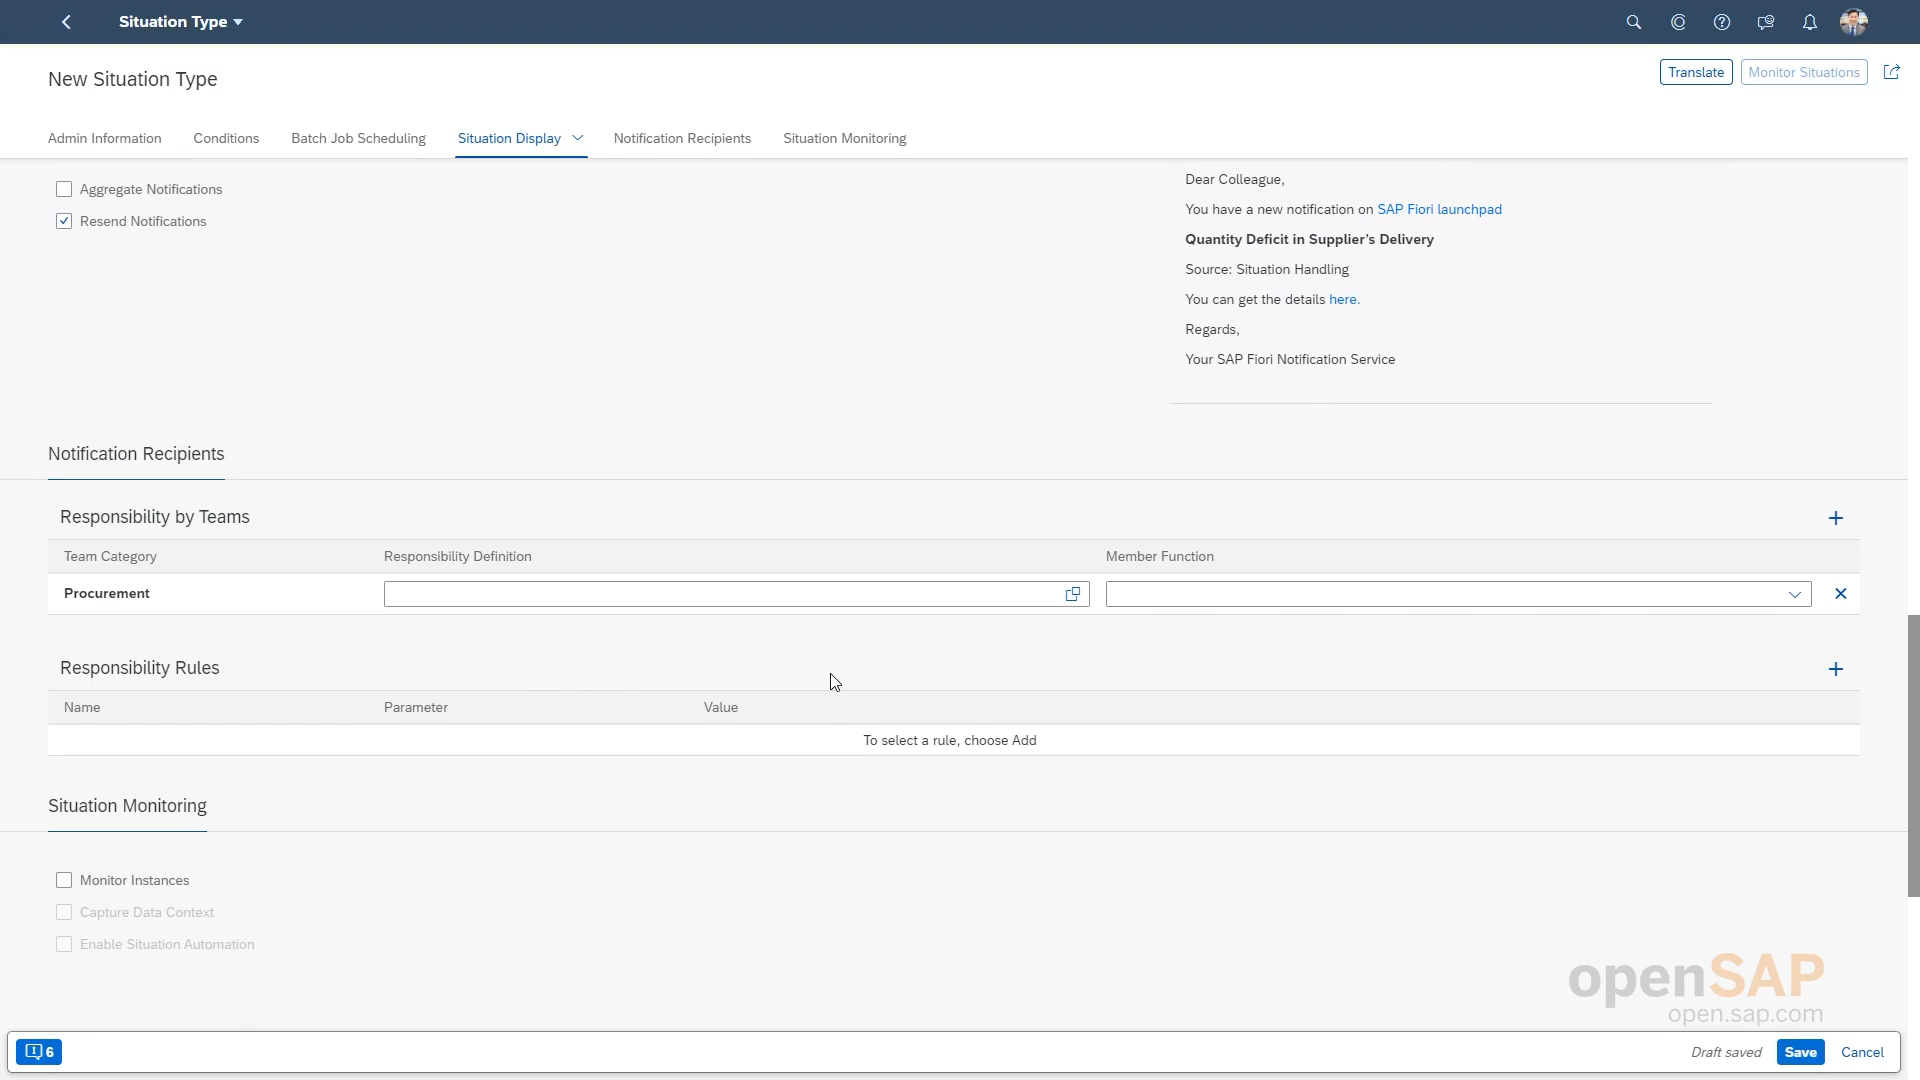 Situation Type
New Situation Type
Translate
Monitor Situations
Admin Information
Conditions
Batch Job Scheduling
Situation Display
Notification Recipients
Situation Monitoring
Aggregate Notifications
Resend Notifications
Dear Colleague,
You have a new notification on SAP Fiori launchpad
Quantity Deficit in Supplier’s Delivery
Source: Situation Handling
You can get the details here.
Regards,
Your SAP Fiori Notification Service
Notification Recipients
Responsibility by Teams
Team Category
Responsibility Definition
Member Function
Procurement
Responsibility Rules
Name
Parameter
Value
To select a rule, choose Add
Situation Monitoring
Monitor Instances
Capture Data Context
Enable Situation Automation
openSAP
open.sap.com
6
Draft saved
Save
Cancel